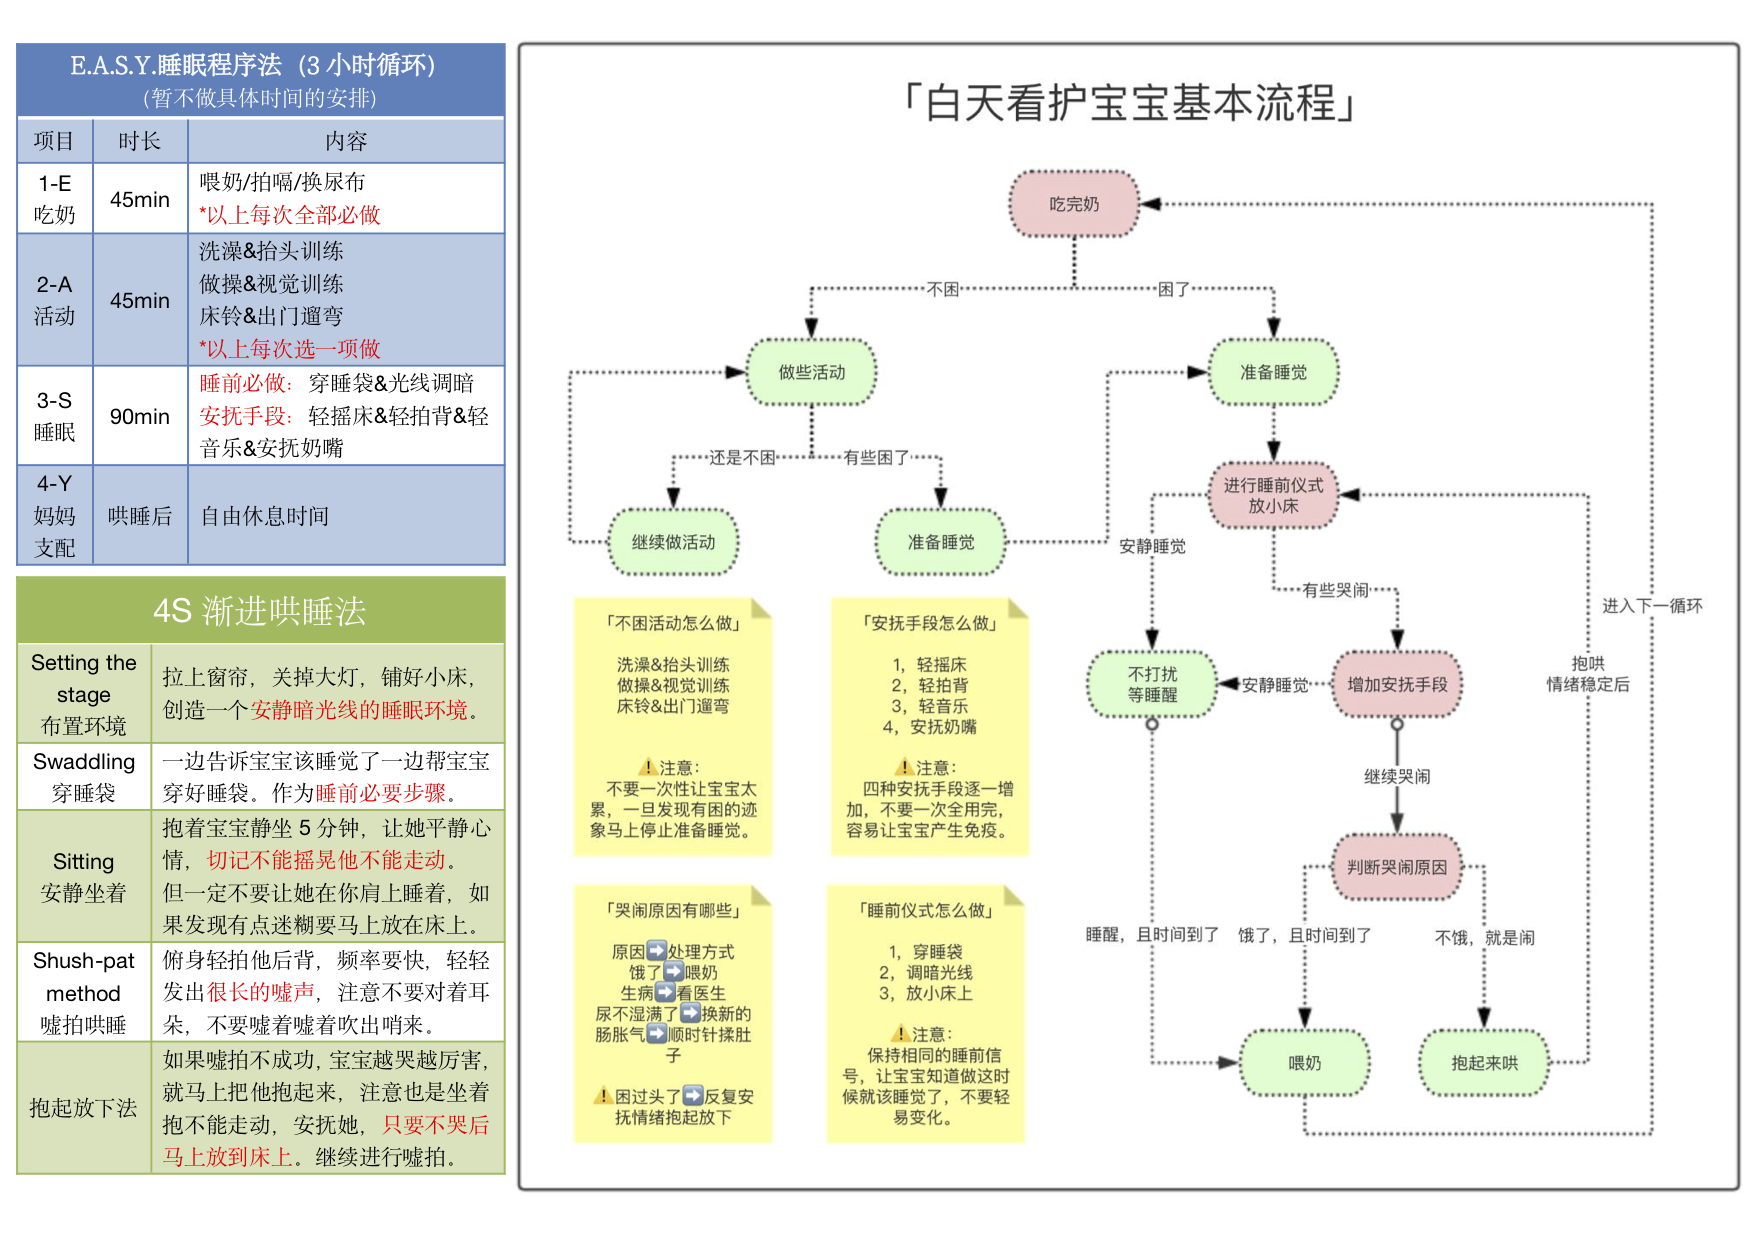 E.A.S.Y.睡眠程序法（3 小时循环）
(暂不做具体时间的安排)
项目 时长 内容
1-E
吃奶
45min
喂奶/拍嗝/换尿布
*以上每次全部必做
2-A
活动
45min
洗澡&抬头训练
做操&视觉训练
床铃&出门遛弯
*以上每次选一项做
3-S
睡眠
90min
睡前必做：穿睡袋&光线调暗
安抚手段：轻摇床&轻拍背&轻
音乐&安抚奶嘴
4-Y
妈妈
支配
哄睡后
自由休息时间
4S 渐进哄睡法
Setting the
stage
布置环境
拉上窗帘，关掉大灯，铺好小床，
创造一个安静暗光线的睡眠环境。
Swaddling
穿睡袋
一边告诉宝宝该睡觉了一边帮宝宝
穿好睡袋。作为睡前必要步骤。
Sitting
安静坐着
抱着宝宝静坐 5 分钟，让她平静心
情，切记不能摇晃他不能走动。
但一定不要让她在你肩上睡着，如
果发现有点迷糊要马上放在床上。
Shush-pat
method
嘘拍哄睡
俯身轻拍他后背，频率要快，轻轻
发出很长的嘘声，注意不要对着耳
朵，不要嘘着嘘着吹出哨来。
抱起放下法
如果嘘拍不成功，宝宝越哭越厉害，
就马上把他抱起来，注意也是坐着
抱不能走动，安抚她，只要不哭后
马上放到床上。继续进行嘘拍。
「白天看护宝宝基本流程」
吃完奶
不困
困了
做些活动
准备睡觉
还是不困
有些困了
继续做活动
准备睡觉
进行睡前仪式
放小床
安静睡觉
有些哭闹
进入下一循环
抱哄
情绪稳定后
不打扰
等睡醒
安静睡觉
增加安抚手段
继续哭闹
判断哭闹原因
睡醒，且时间到了
饿了，且时间到了
不饿，就是闹
喂奶
抱起来哄
「不困活动怎么做」
洗澡&抬头训练
做操&视觉训练
床铃&出门遛弯
⚠️注意：
不要一次性让宝宝太
累，一旦发现有困的迹
象马上停止准备睡觉。
「安抚手段怎么做」
1，轻摇床
2，轻拍背
3，轻音乐
4，安抚奶嘴
⚠️注意：
四种安抚手段逐一增
加，不要一次全用完，
容易让宝宝产生免疫。
「哭闹原因有哪些」
原因➡️处理方式
饿了➡️喂奶
生病➡️看医生
尿不湿满了➡️换新的
肠胀气➡️顺时针揉肚
子
⚠️困过头了➡️反复安
抚情绪抱起放下
「睡前仪式怎么做」
1，穿睡袋
2，调暗光线
3，放小床上
⚠️注意：
保持相同的睡前信
号，让宝宝知道做这时
候就该睡觉了，不要轻
易变化。